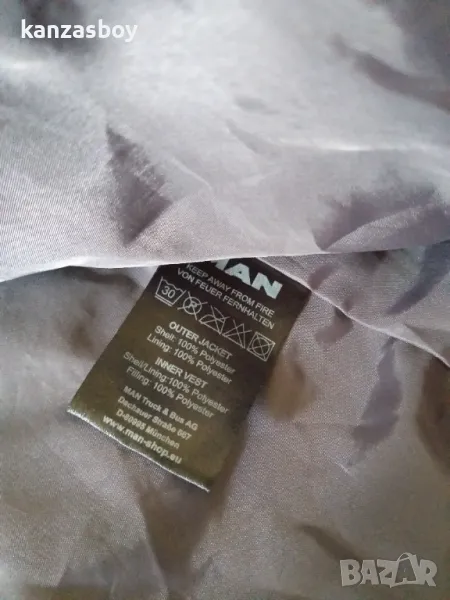 kanzasboy
MAN
KEEP AWAY FROM FIRE
VON FEUER FERNHALTEN
30 P
OUTER JACKET
Shell: 100% Polyester
Lining: 100% Polyester
INNER VEST
Shell/Lining:100% Polyester
Filling: 100% Polyester
MAN Truck & Bus AG
Dachauer Straße 667
D-80995 München
www.man-shop.eu
BAZAR